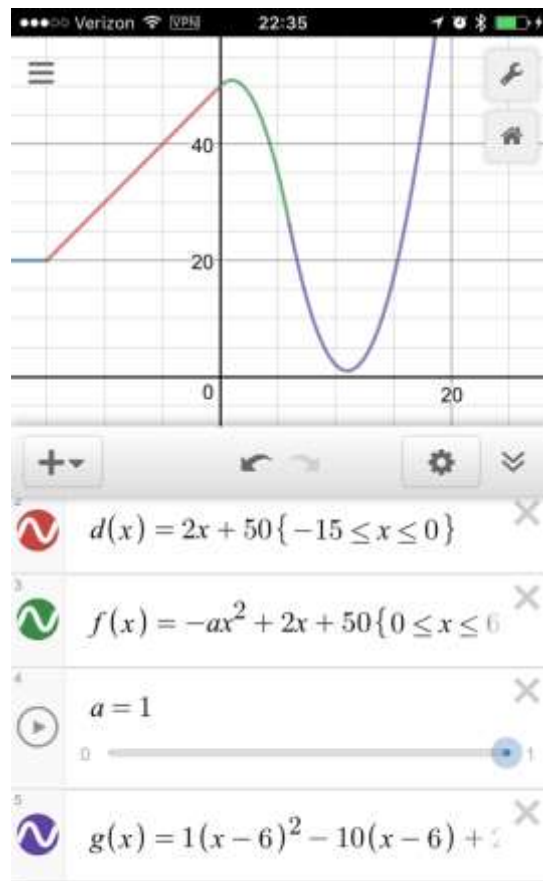 Verizon VPN 22:35
40
20
0 20
2
d(x) = 2x + 50{−15 ≤ x ≤ 0}
3
f(x) = −ax² + 2x + 50{0 ≤ x ≤ 6
4
a = 1
0 1
5
g(x) = 1(x − 6)² − 10(x − 6) +